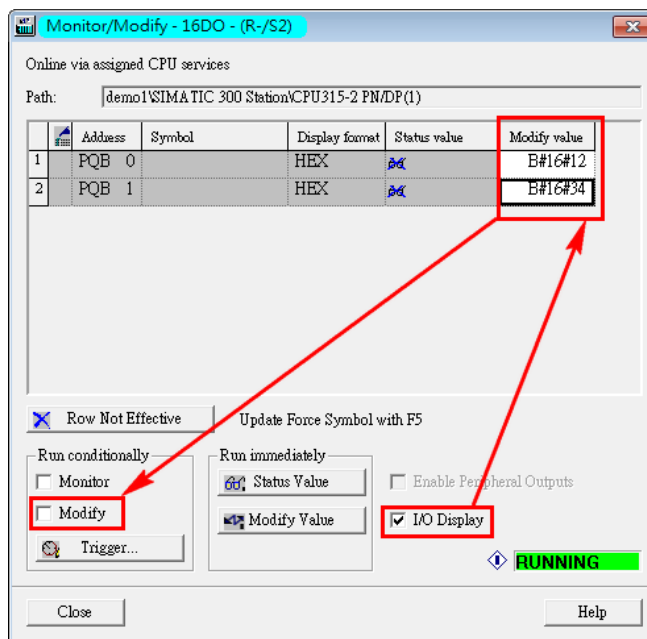 Monitor/Modify - 16DO - (R-/S2)
Online via assigned CPU services
Path: demo1\SIMATIC 300 Station\CPU315-2 PN/DP(1)
Address Symbol Display format Status value Modify value
1 PQB 0 HEX B#16#12
2 PQB 1 HEX B#16#34
Row Not Effective Update Force Symbol with F5
Run conditionally Run immediately
Monitor Status Value Enable Peripheral Outputs
Modify Modify Value I/O Display
Trigger...
RUNNING
Close Help